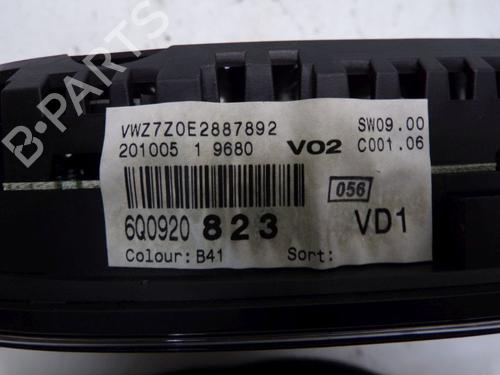 VWZ7Z0E2887892 SW09.00
201005 1 9680 V02 C001.06
056
6Q0920 823 VD1
Colour: B41 Sort:
B-PARTS